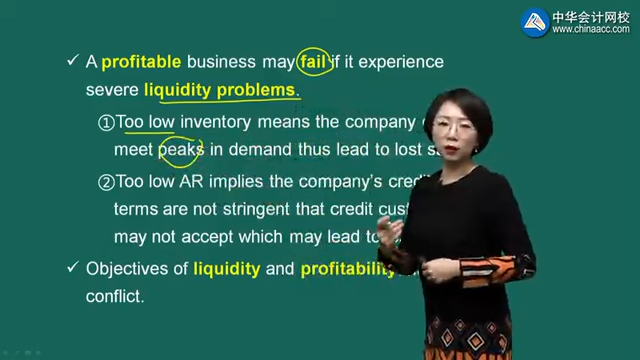 中华会计网校
www.chinaacc.com
A profitable business may fail if it experience
severe liquidity problems.
①Too low inventory means the company
meet peaks in demand thus lead to lost
②Too low AR implies the company's
terms are not stringent that credit
may not accept which may lead to
Objectives of liquidity and profitability
conflict.